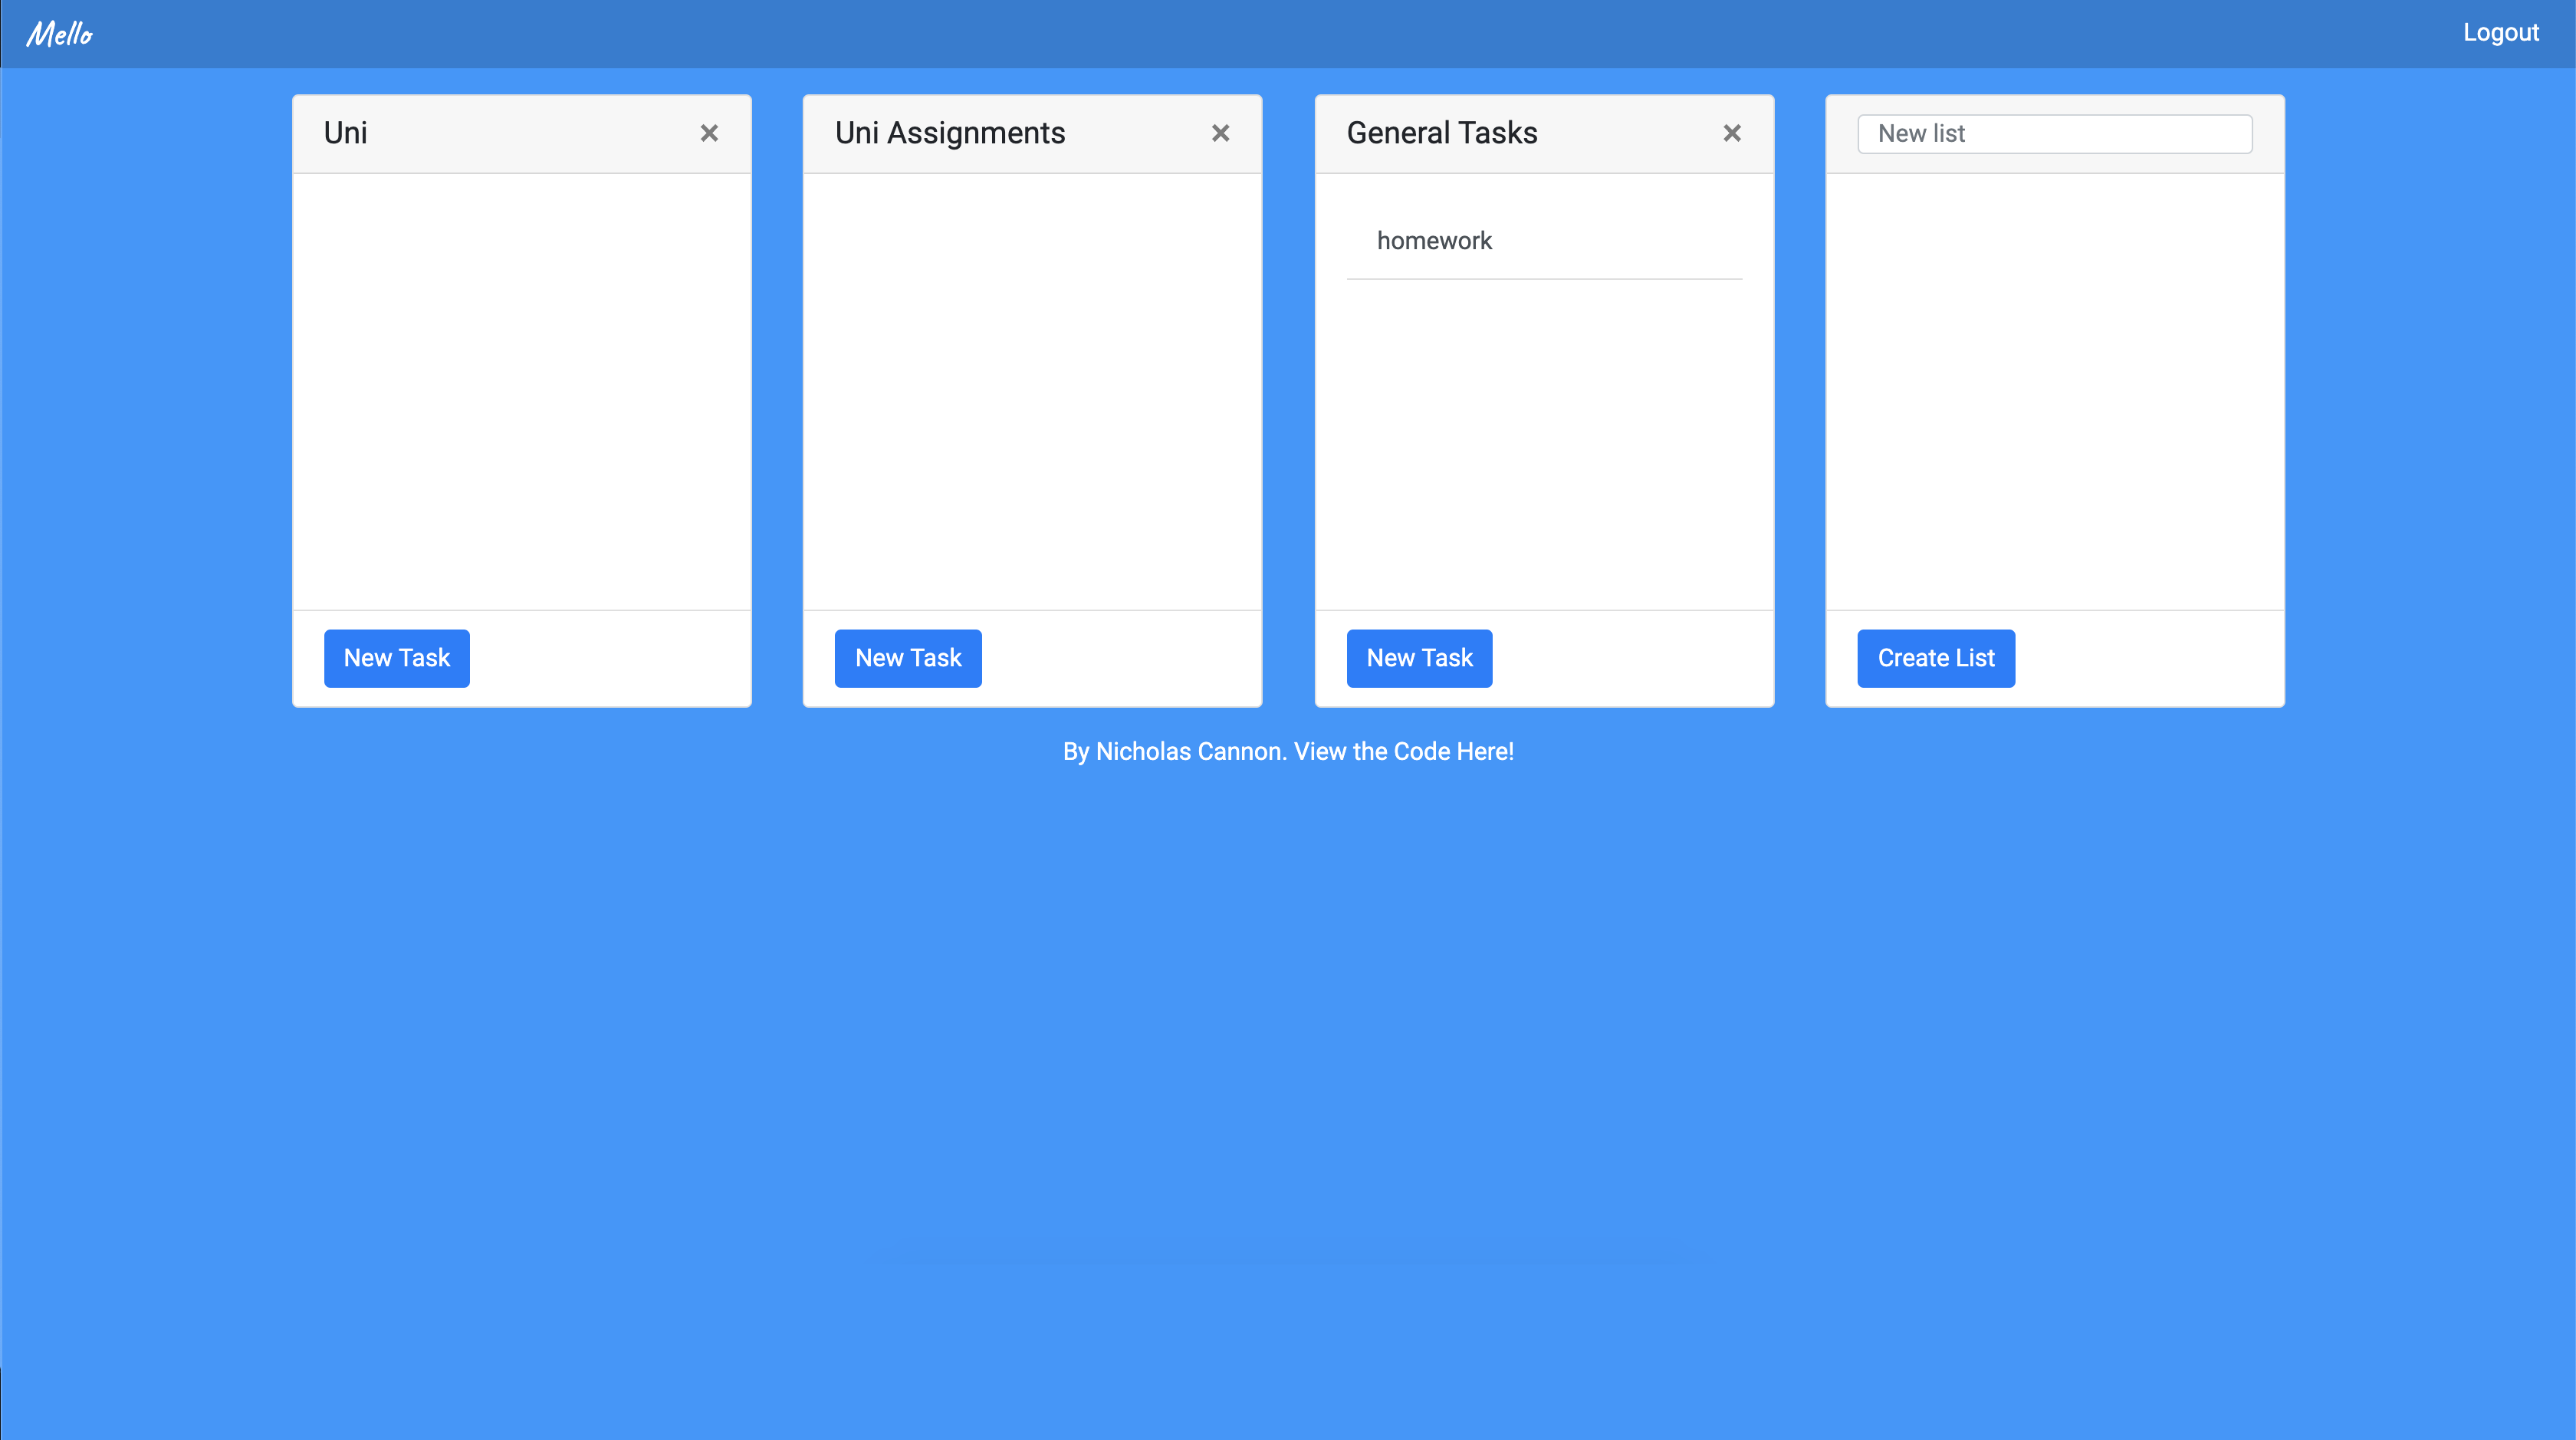 Mello
Logout
Uni ×
Uni Assignments ×
General Tasks ×
New list
homework
New Task
New Task
New Task
Create List
By Nicholas Cannon. View the Code Here!